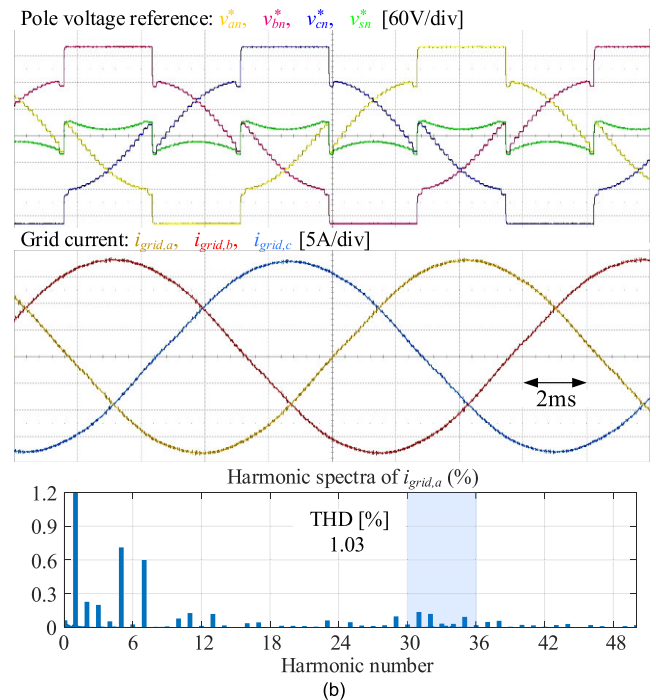 Pole voltage reference: v*an, v*bn, v*cn, v*sn [60V/div]
Grid current: igrid,a, igrid,b, igrid,c [5A/div]
2ms
Harmonic spectra of igrid,a (%)
1.2
THD [%]
0.9
1.03
0.6
0.3
0
0 6 12 18 24 30 36 42 48
Harmonic number
(b)